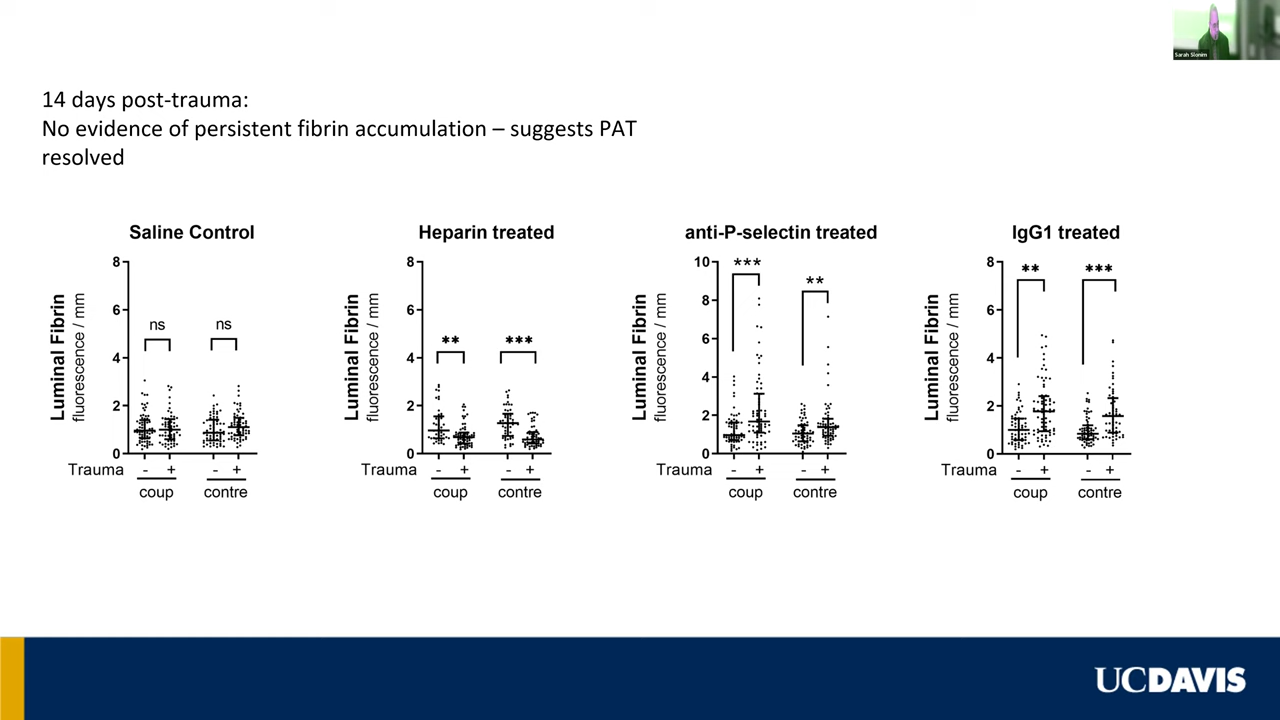 Sarah Slonim
14 days post-trauma:
No evidence of persistent fibrin accumulation – suggests PAT
resolved
Saline Control
Luminal Fibrin
fluorescence / mm
8
6
4
2
0
ns
ns
Trauma - + - +
coup contre
Heparin treated
Luminal Fibrin
fluorescence / mm
8
6
4
2
0
**
***
Trauma - + - +
coup contre
anti-P-selectin treated
Luminal Fibrin
fluorescence / mm
10
8
6
4
2
0
***
**
Trauma - + - +
coup contre
IgG1 treated
Luminal Fibrin
fluorescence / mm
8
6
4
2
0
**
***
Trauma - + - +
coup contre
UCDAVIS